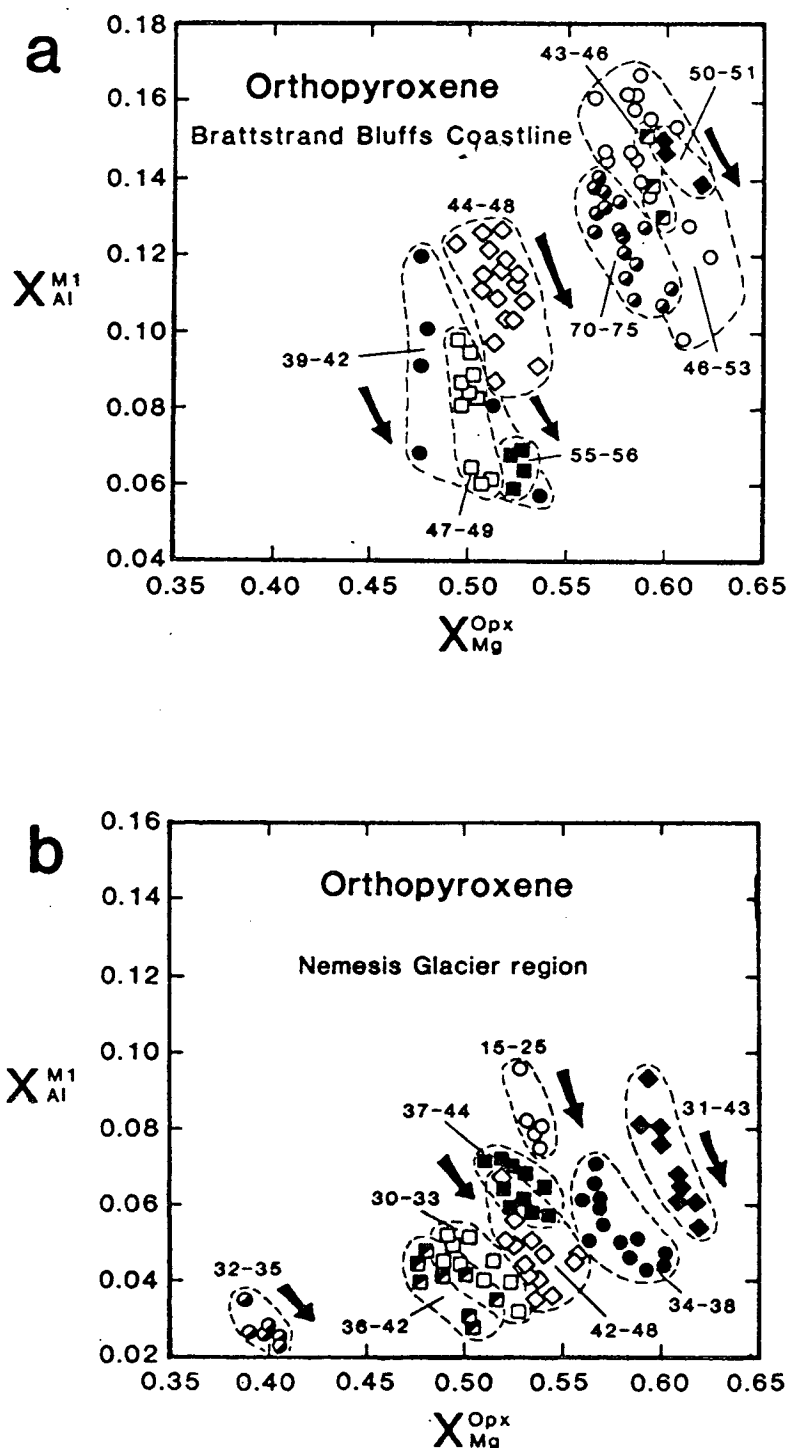 a
0.18
0.16
0.14
0.12
0.10
0.08
0.06
0.04
X Al M1
Orthopyroxene
Brattstrand Bluffs Coastline
43-46
50-51
44-48
39-42
70-75
46-53
55-56
47-49
0.35 0.40 0.45 0.50 0.55 0.60 0.65
X Mg Opx
b
0.16
0.14
0.12
0.10
0.08
0.06
0.04
0.02
X Al M1
Orthopyroxene
Nemesis Glacier region
15-25
37-44
31-43
30-33
32-35
36-42
42-48
34-38
0.35 0.40 0.45 0.50 0.55 0.60 0.65
X Mg Opx